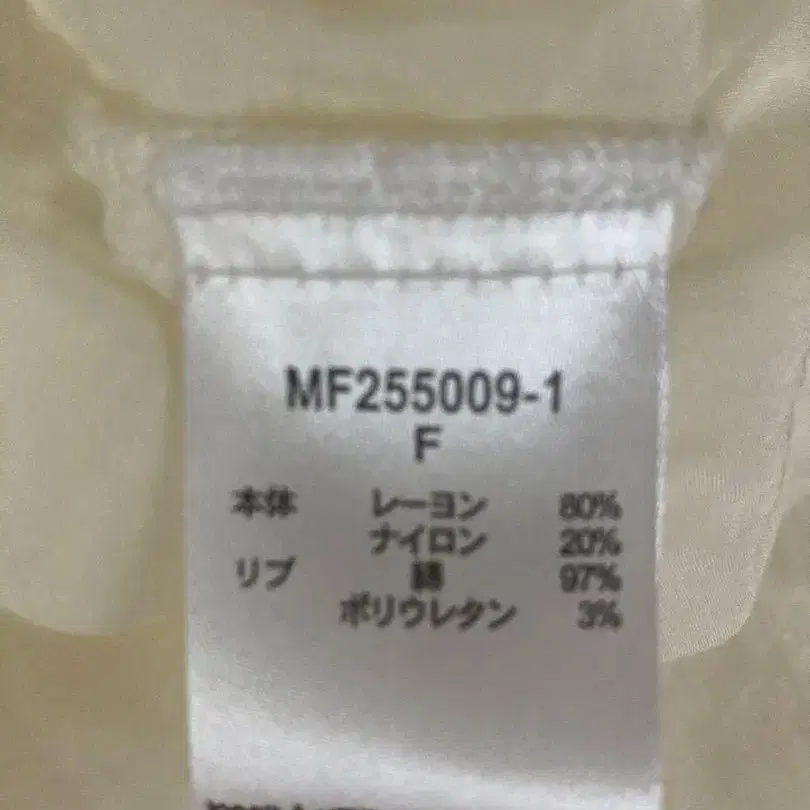 MF255009-1
F
本体 レーヨン 80%
ナイロン 20%
リブ 綿 97%
ポリウレタン 3%